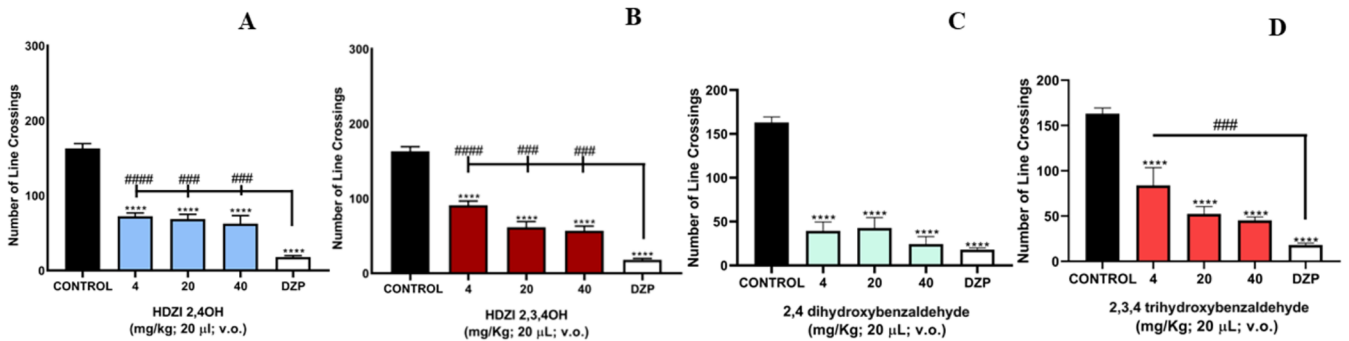 A
Number of Line Crossings
300
200
100
0
####
###
###
****
****
****
****
CONTROL 4 20 40 DZP
HDZI 2,4OH
(mg/kg; 20 µl; v.o.)
B
Number of Line Crossings
300
200
100
0
####
###
###
****
****
****
****
CONTROL 4 20 40 DZP
HDZI 2,3,4OH
(mg/Kg; 20 µL; v.o.)
C
Number of Line Crossings
200
150
100
50
0
****
****
****
****
CONTROL 4 20 40 DZP
2,4 dihydroxybenzaldehyde
(mg/Kg; 20 µL; v.o.)
D
Number of Line Crossings
200
150
100
50
0
###
****
****
****
****
CONTROL 4 20 40 DZP
2,3,4 trihydroxybenzaldehyde
(mg/Kg; 20 µL; v.o.)